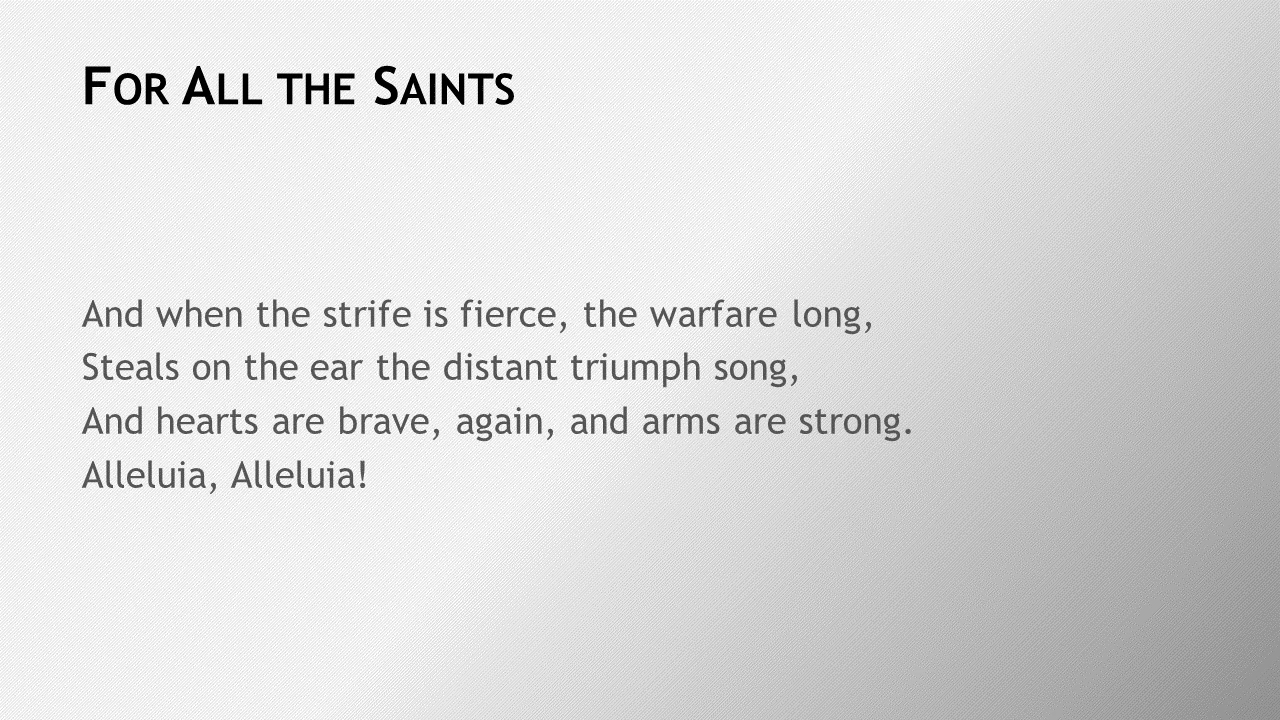 For All the Saints
And when the strife is fierce, the warfare long,
Steals on the ear the distant triumph song,
And hearts are brave, again, and arms are strong.
Alleluia, Alleluia!